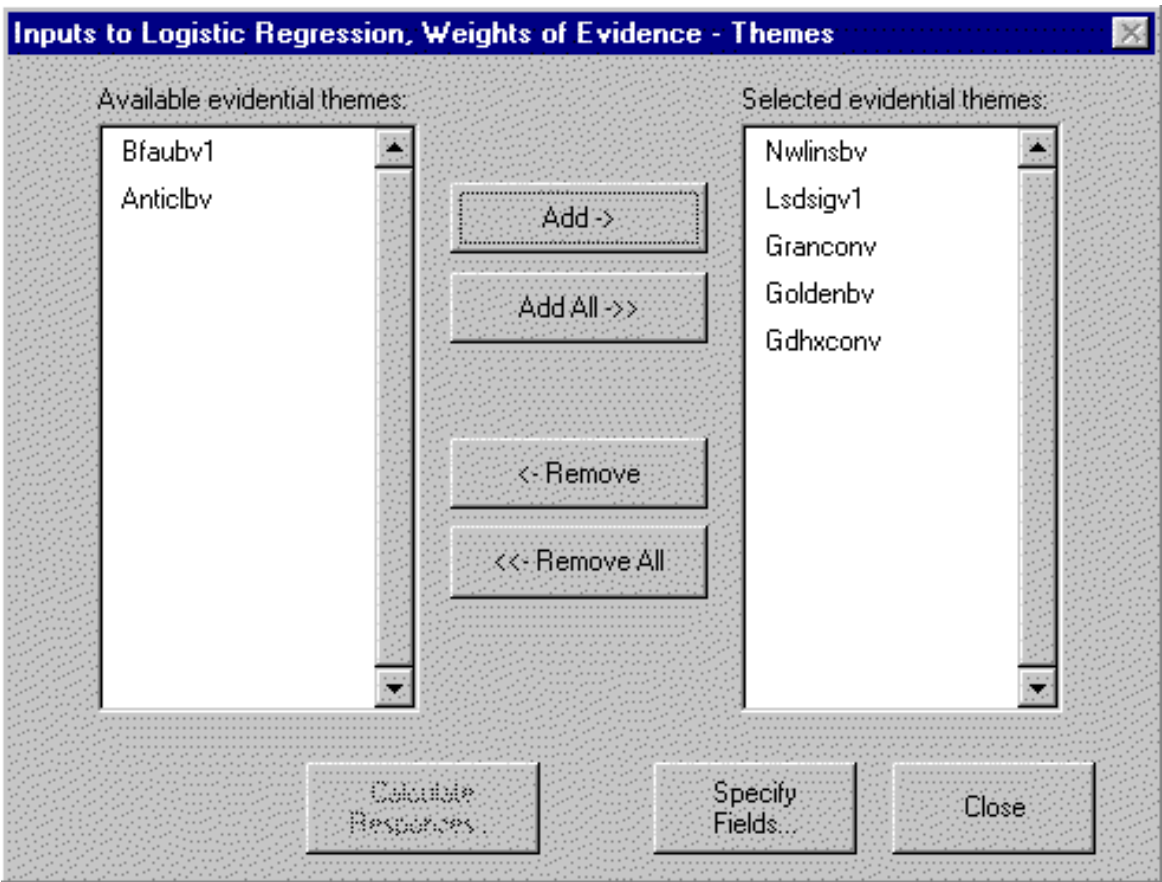 Inputs to Logistic Regression, Weights of Evidence - Themes
Available evidential themes:
Bfaubv1
Anticlbv
Add ->
Add All ->>
<- Remove
<<- Remove All
Selected evidential themes:
Nwlinsbv
Lsdsigv1
Granconv
Goldenbv
Gdhxconv
Calculate
Responses...
Specify
Fields...
Close